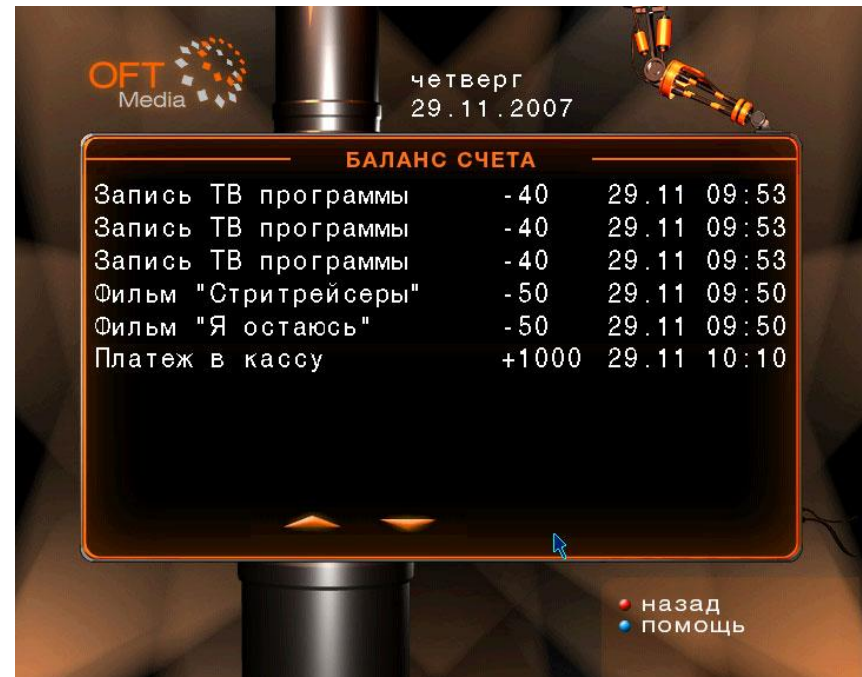 OFT
Media
четверг
29.11.2007
БАЛАНС СЧЕТА
Запись ТВ программы -40 29.11 09:53
Запись ТВ программы -40 29.11 09:53
Запись ТВ программы -40 29.11 09:53
Фильм "Стритрейсеры" -50 29.11 09:50
Фильм "Я остаюсь" -50 29.11 09:50
Платеж в кассу +1000 29.11 10:10
назад
помощь